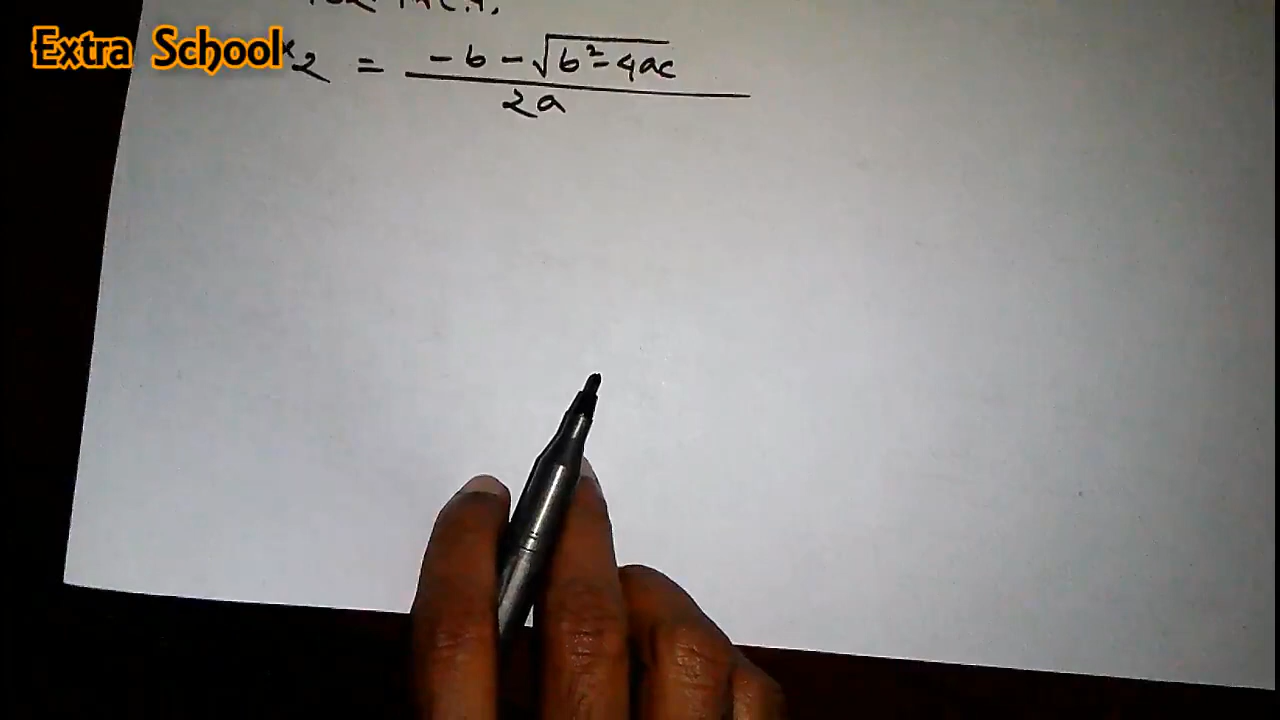 Extra School
x2 = -b-√b²-4ac
2a